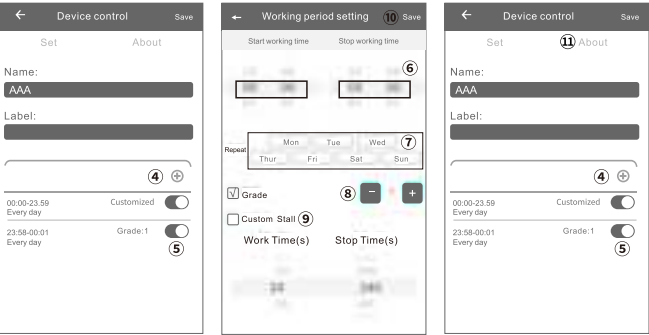 ← Device control Save
Set About
Name:
AAA
Label:
④ ⊕
00:00-23.59 Customized
Every day
23:58-00:01 Grade:1
Every day ⑤
← Working period setting ⑩ Save
Start working time Stop working time
⑥
Repeat
Mon Tue Wed ⑦
Thur Fri Sat Sun
√ Grade ⑧ − +
Custom Stall ⑨
Work Time(s) Stop Time(s)
← Device control Save
Set ⑪ About
Name:
AAA
Label:
④ ⊕
00:00-23.59 Customized
Every day
23:58-00:01 Grade:1
Every day ⑤